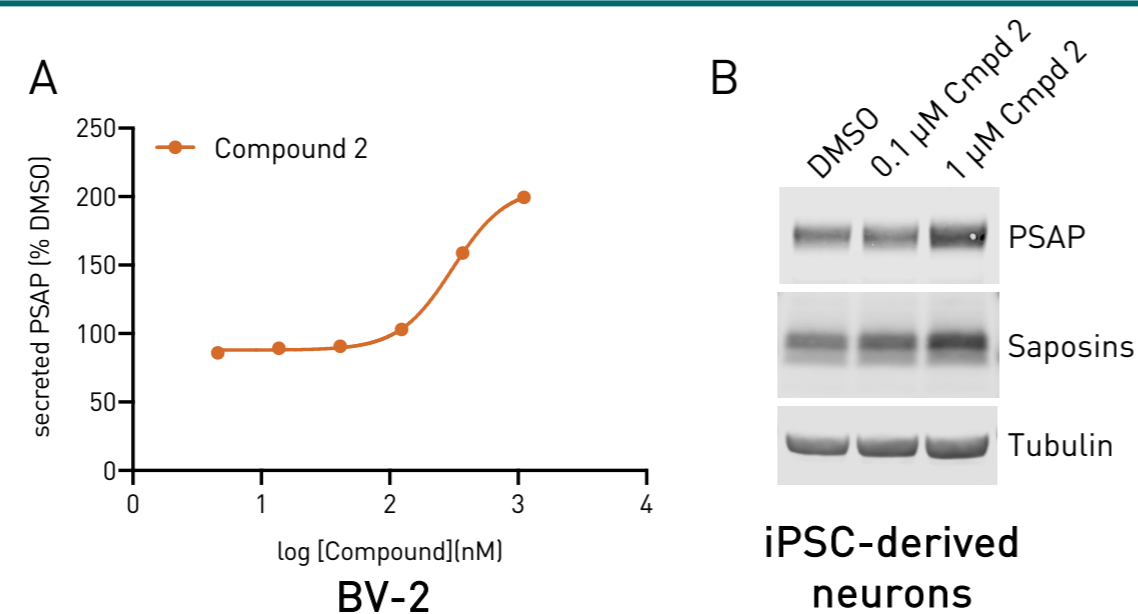 A
250
200
150
100
50
0
secreted PSAP (% DMSO)
Compound 2
0 1 2 3 4
log [Compound](nM)
BV-2
B
DMSO
0.1 µM Cmpd 2
1 µM Cmpd 2
PSAP
Saposins
Tubulin
iPSC-derived
neurons